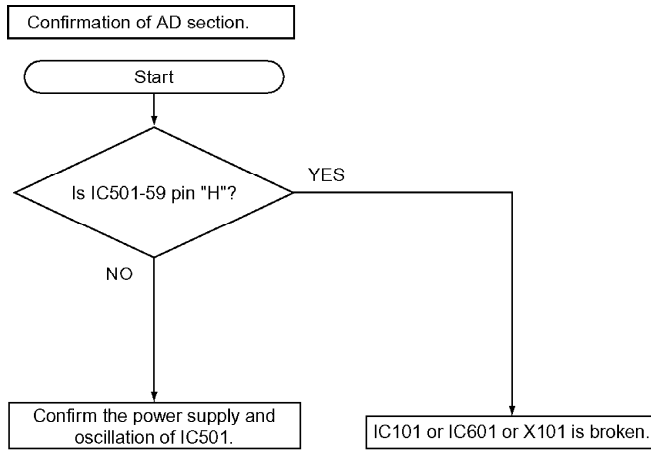 Confirmation of AD section.
Start
Is IC501-59 pin "H"?
YES
NO
Confirm the power supply and
oscillation of IC501.
IC101 or IC601 or X101 is broken.